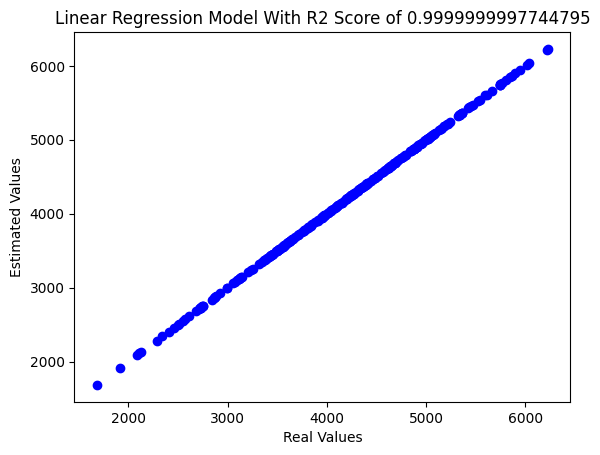 Linear Regression Model With R2 Score of 0.9999999997744795
6000
5000
4000
3000
2000
Estimated Values
2000 3000 4000 5000 6000
Real Values